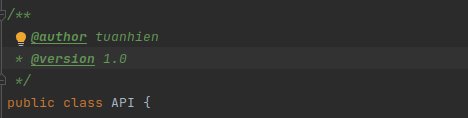 /**
@author tuanhien
* @version 1.0
*/
public class API {